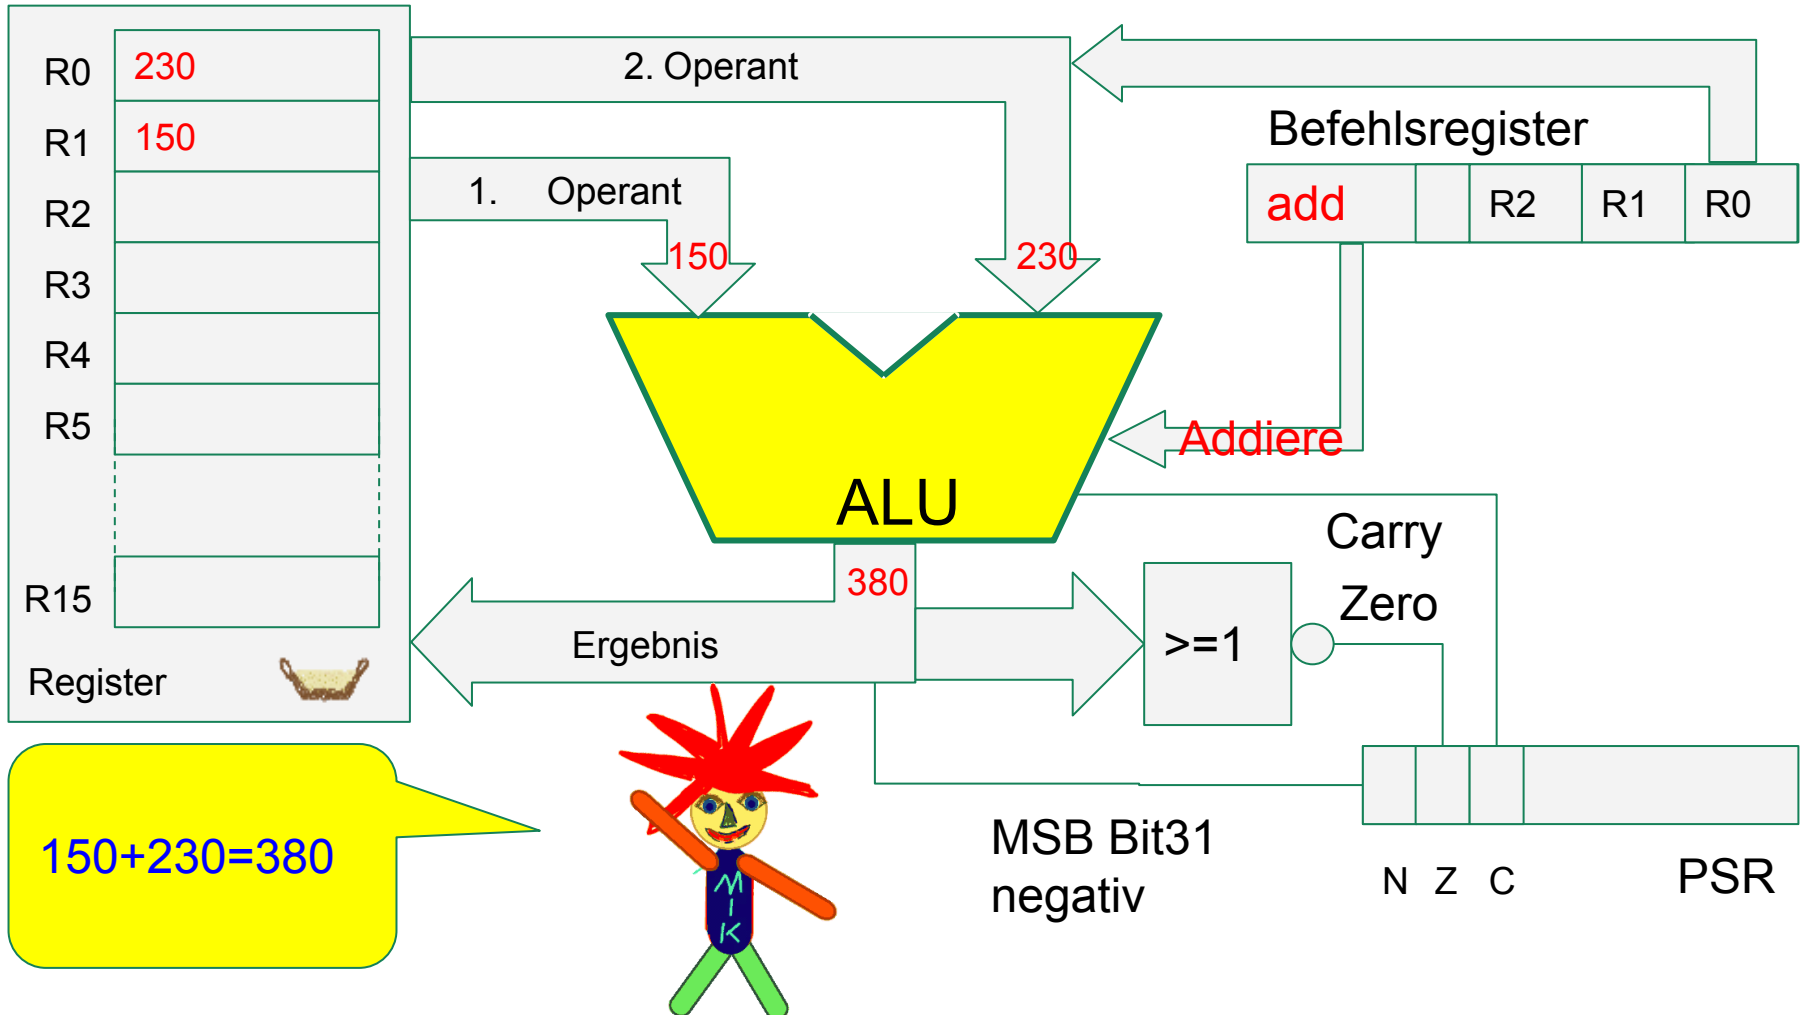 R0 230
R1 150
R2
R3
R4
R5
R15
Register
2. Operant
1. Operant
150
230
Befehlsregister
add R2 R1 R0
Addiere
ALU
380
Ergebnis
>=1
Carry
Zero
MSB Bit31
negativ
N Z C
PSR
150+230=380
M
I
K